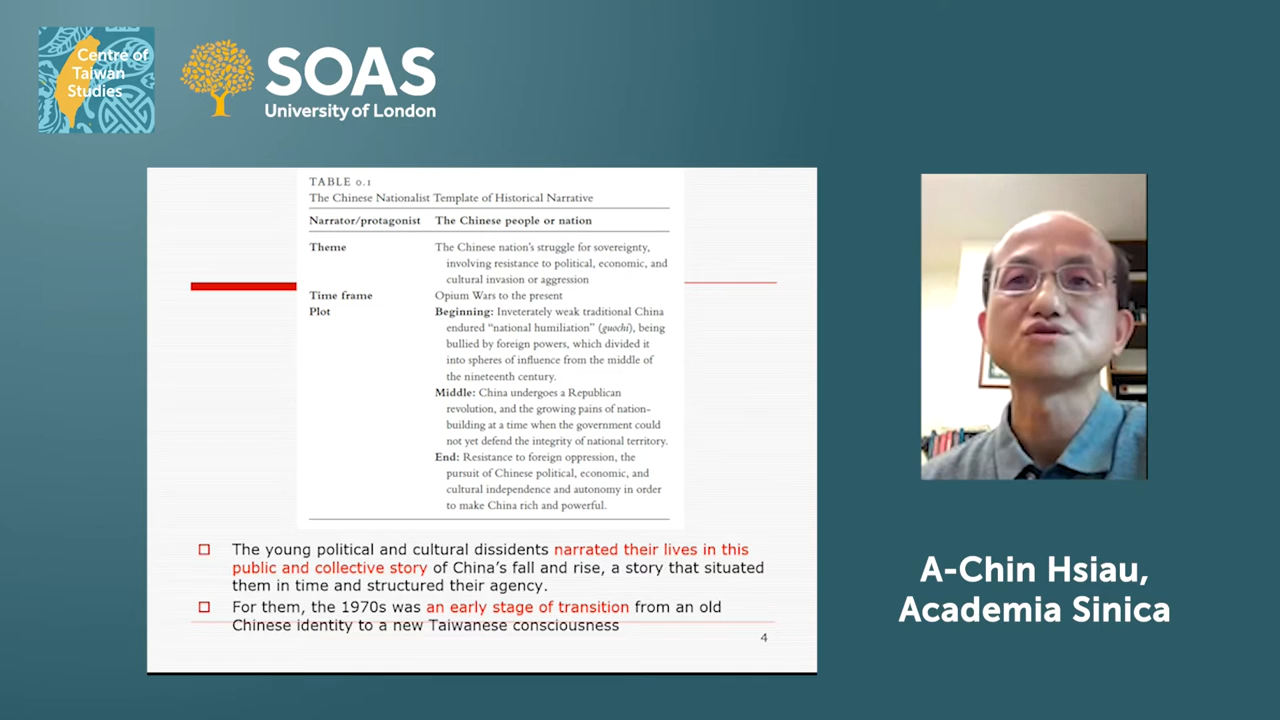 Centre of
Taiwan
Studies
SOAS
University of London
TABLE 0.1
The Chinese Nationalist Template of Historical Narrative
Narrator/protagonist The Chinese people or nation
Theme The Chinese nation's struggle for sovereignty,
involving resistance to political, economic, and
cultural invasion or aggression
Time frame Opium Wars to the present
Plot Beginning: Inveterately weak traditional China
endured "national humiliation" (guochi), being
bullied by foreign powers, which divided it
into spheres of influence from the middle of
the nineteenth century.
Middle: China undergoes a Republican
revolution, and the growing pains of nation-
building at a time when the government could
not yet defend the integrity of national territory.
End: Resistance to foreign oppression, the
pursuit of Chinese political, economic, and
cultural independence and autonomy in order
to make China rich and powerful.
The young political and cultural dissidents narrated their lives in this
public and collective story of China's fall and rise, a story that situated
them in time and structured their agency.
For them, the 1970s was an early stage of transition from an old
Chinese identity to a new Taiwanese consciousness
4
A-Chin Hsiau,
Academia Sinica